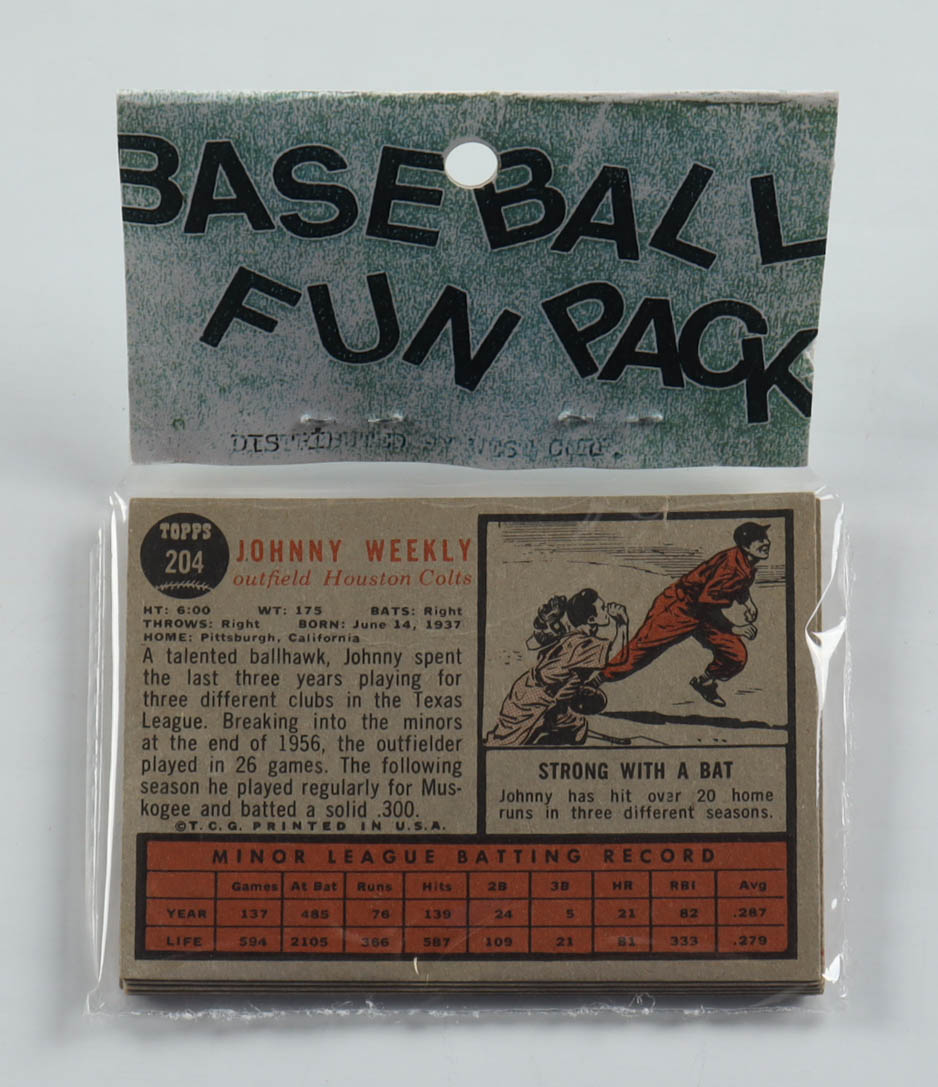 BASEBALL
FUN PACK
DISTRIBUTED BY
TOPPS
204
JOHNNY WEEKLY
outfield Houston Colts
HT: 6:00 WT: 175 BATS: Right
THROWS: Right BORN: June 14, 1937
HOME: Pittsburgh, California
A talented ballhawk, Johnny spent
the last three years playing for
three different clubs in the Texas
League. Breaking into the minors
at the end of 1956, the outfielder
played in 26 games. The following
season he played regularly for Mus-
kogee and batted a solid .300.
©T.C.G. PRINTED IN U.S.A.
STRONG WITH A BAT
Johnny has hit over 20 home
runs in three different seasons.
MINOR LEAGUE BATTING RECORD
Games At Bat Runs Hits 2B 3B HR RBI Avg
YEAR 137 485 76 139 24 5 21 82 .287
LIFE 594 2105 366 587 109 21 81 333 .279